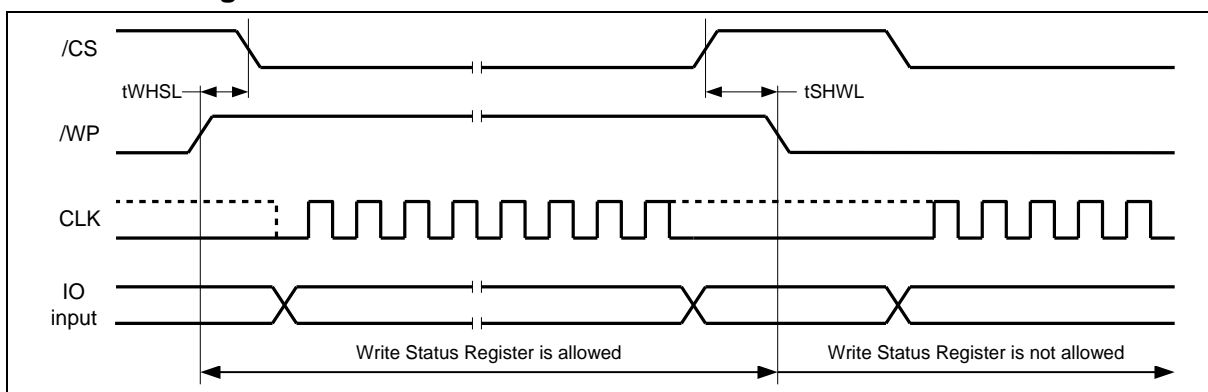 /CS
tWHSL
tSHWL
/WP
CLK
IO
input
Write Status Register is allowed
Write Status Register is not allowed